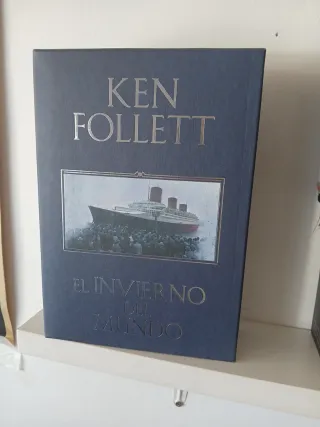 KEN
FOLLETT
EL INVIERNO
DEL
MUNDO